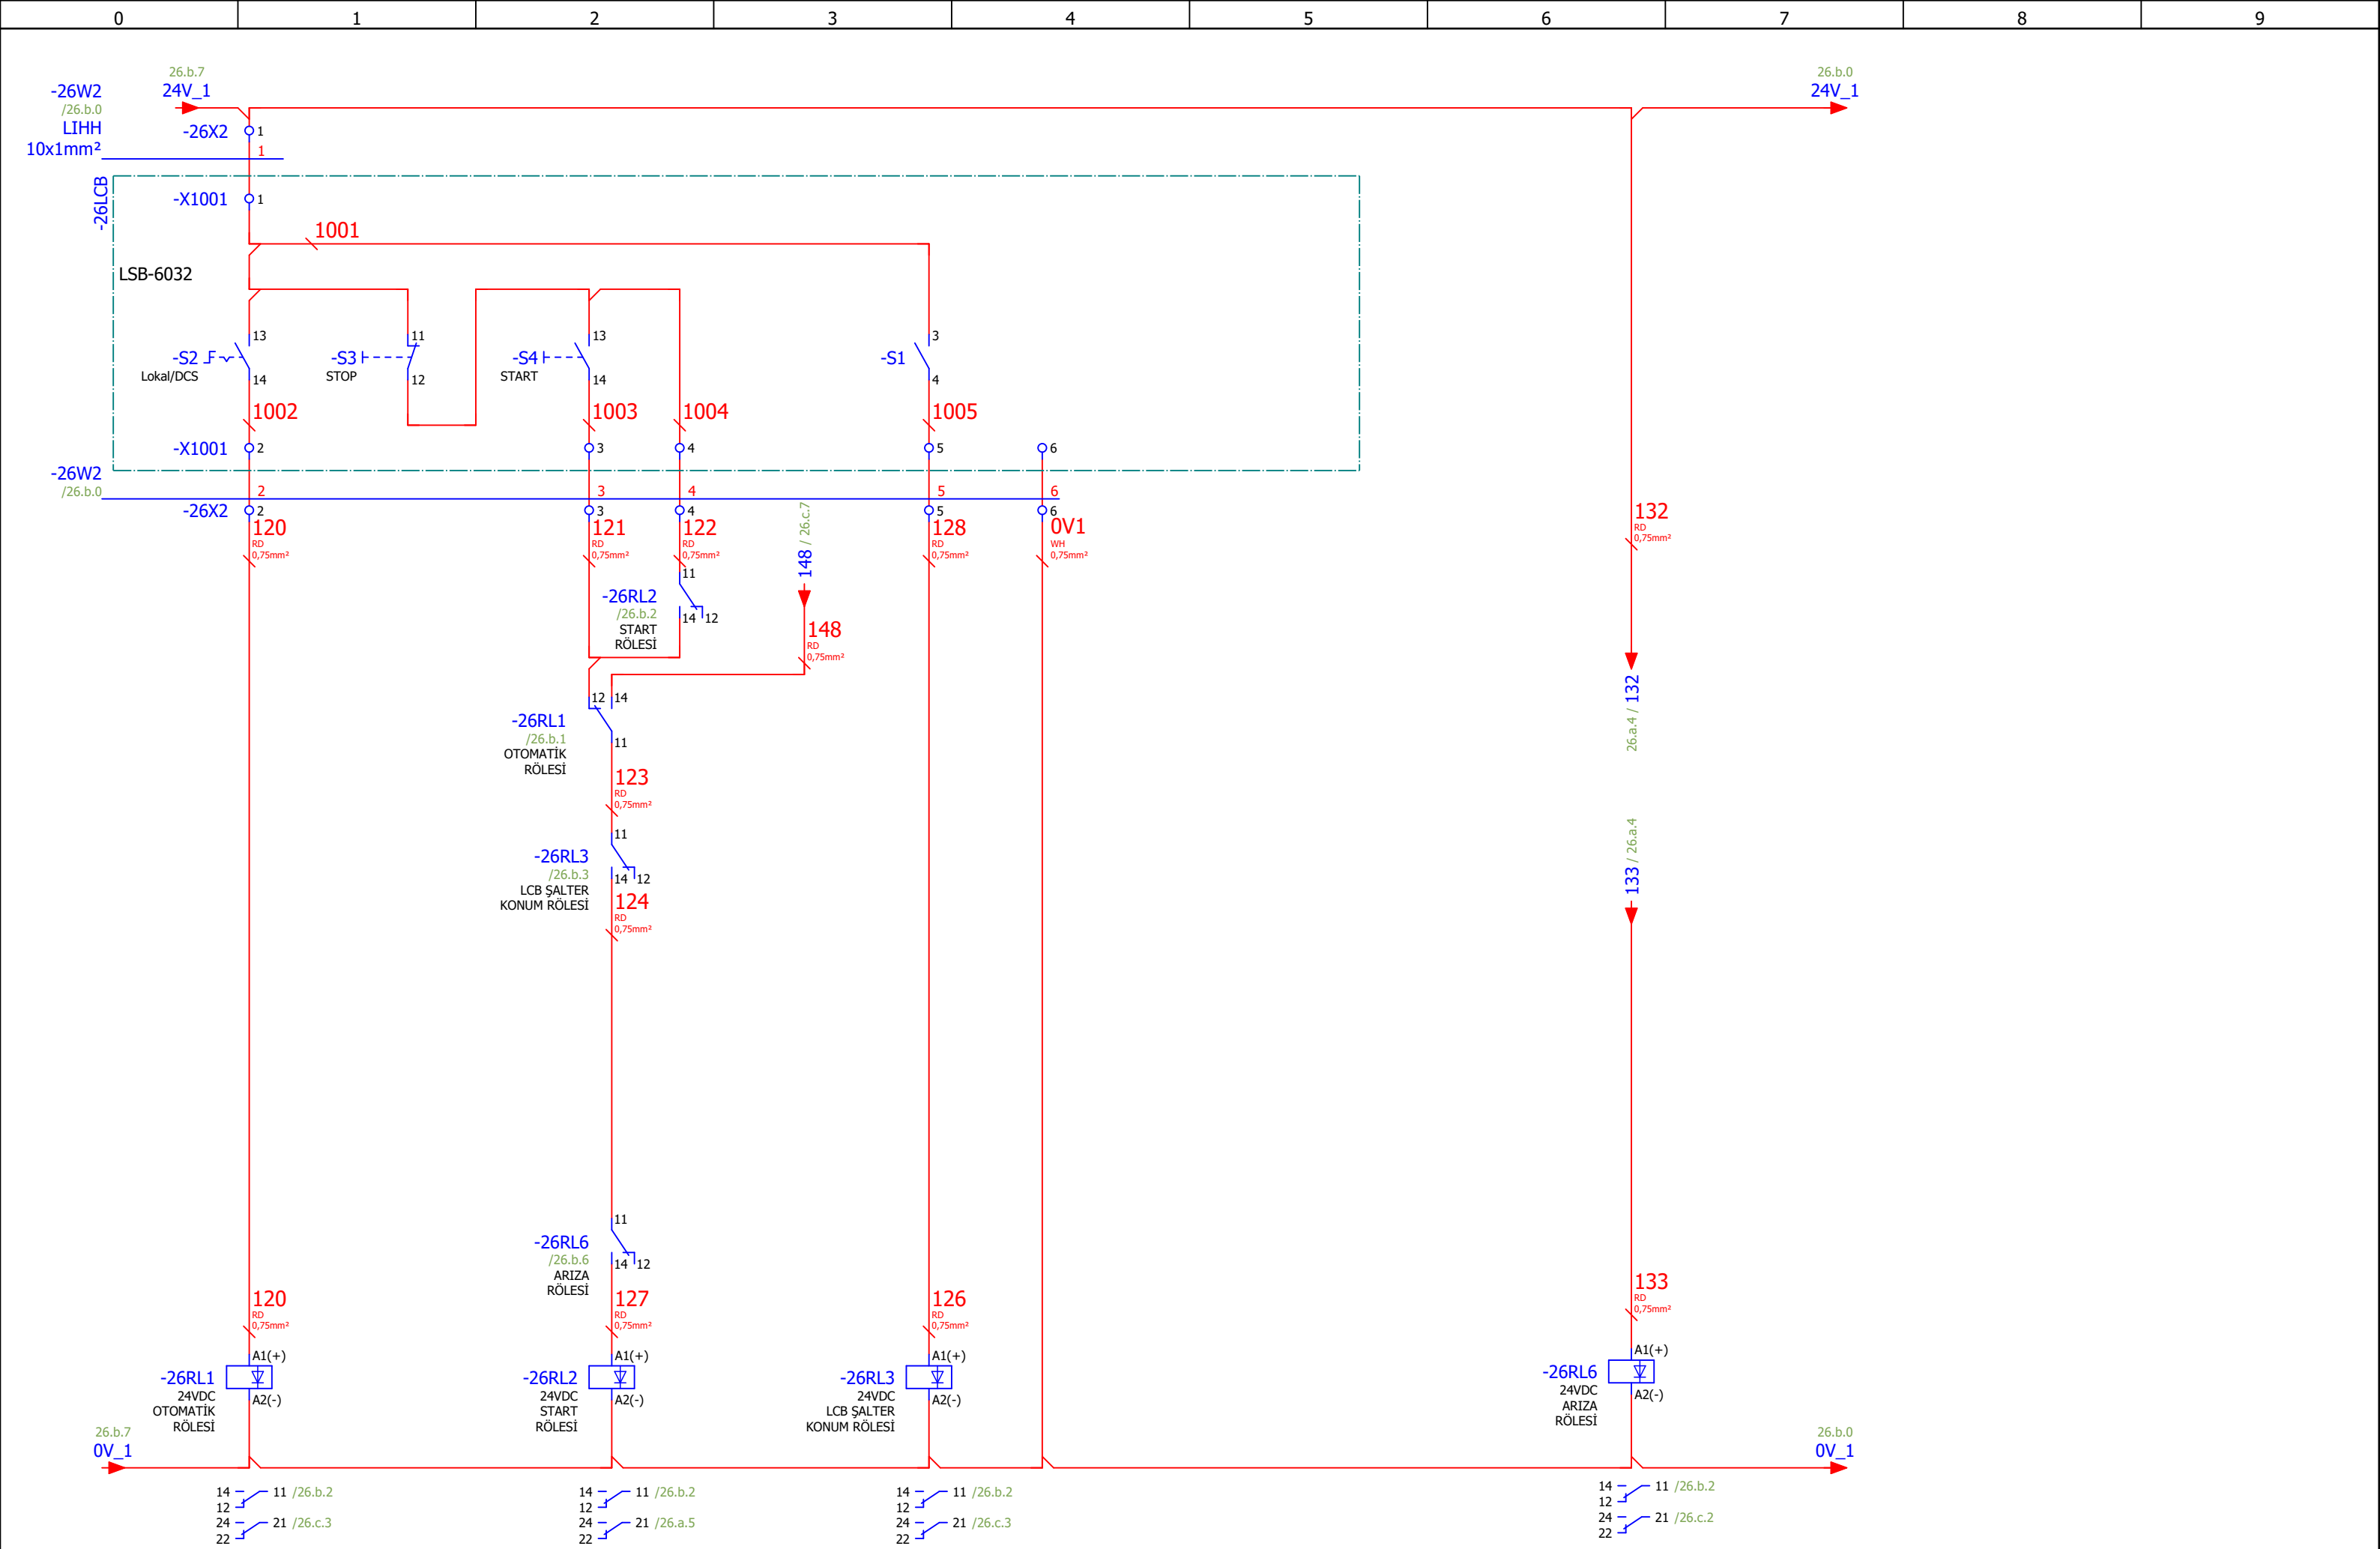 0 1 2 3 4 5 6 7 8 9
26.b.7
24V_1
26.b.0
24V_1
-26W2
/26.b.0
LIHH
10x1mm²
-26X2 1
1
-26LCB
-X1001 1
1001
LSB-6032
13
-S2
Lokal/DCS
14
11
-S3
STOP
12
13
-S4
START
14
3
-S1
4
1002
1003
1004
1005
-X1001 2 3 4 5 6
-26W2
/26.b.0
2 3 4 5 6
-26X2 2 3 4 5 6
120
RD
0,75mm²
121
RD
0,75mm²
122
RD
0,75mm²
148 / 26.c.7
128
RD
0,75mm²
0V1
WH
0,75mm²
132
RD
0,75mm²
11
-26RL2
/26.b.2
START
RÖLESİ
14 12
148
RD
0,75mm²
26.a.4 / 132
12 14
-26RL1
/26.b.1
OTOMATİK
RÖLESİ
11
123
RD
0,75mm²
11
-26RL3
/26.b.3
LCB ŞALTER
KONUM RÖLESİ
14 12
124
RD
0,75mm²
133 / 26.a.4
11
-26RL6
/26.b.6
ARIZA
RÖLESİ
14 12
120
RD
0,75mm²
127
RD
0,75mm²
126
RD
0,75mm²
133
RD
0,75mm²
A1(+)
-26RL1
24VDC
OTOMATİK
RÖLESİ
A2(-)
A1(+)
-26RL2
24VDC
START
RÖLESİ
A2(-)
A1(+)
-26RL3
24VDC
LCB ŞALTER
KONUM RÖLESİ
A2(-)
A1(+)
-26RL6
24VDC
ARIZA
RÖLESİ
A2(-)
26.b.7
0V_1
26.b.0
0V_1
14 11 /26.b.2
12
24 21 /26.c.3
22
14 11 /26.b.2
12
24 21 /26.a.5
22
14 11 /26.b.2
12
24 21 /26.c.3
22
14 11 /26.b.2
12
24 21 /26.c.2
22